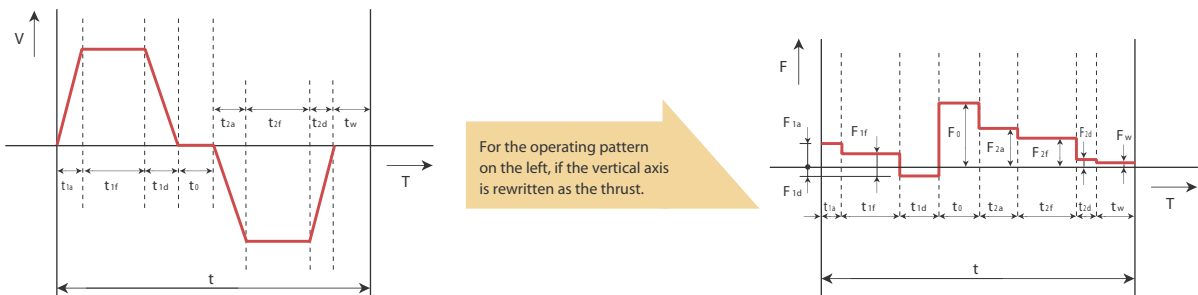 V
t2a
t2f
t2d
tw
T
t1a
t1f
t1d
t0
t
For the operating pattern
on the left, if the vertical axis
is rewritten as the thrust.
F
F1a
F1f
F1d
F0
F2a
F2f
F2d
Fw
T
t1a
t1f
t1d
t0
t2a
t2f
t2d
tw
t